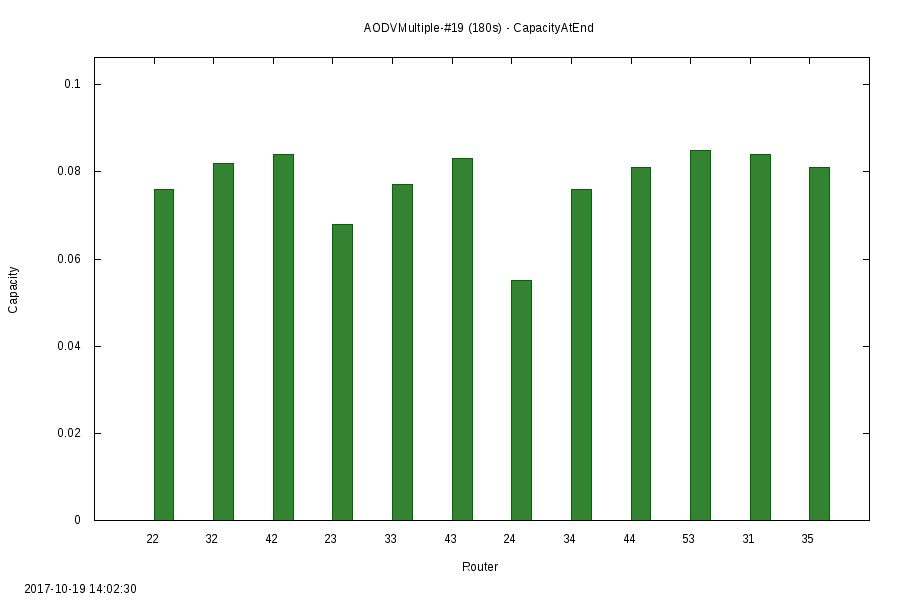 AODVMultiple-#19 (180s) - CapacityAtEnd
0.1
0.08
0.06
0.04
0.02
0
Capacity
22 32 42 23 33 43 24 34 44 53 31 35
Router
2017-10-19 14:02:30